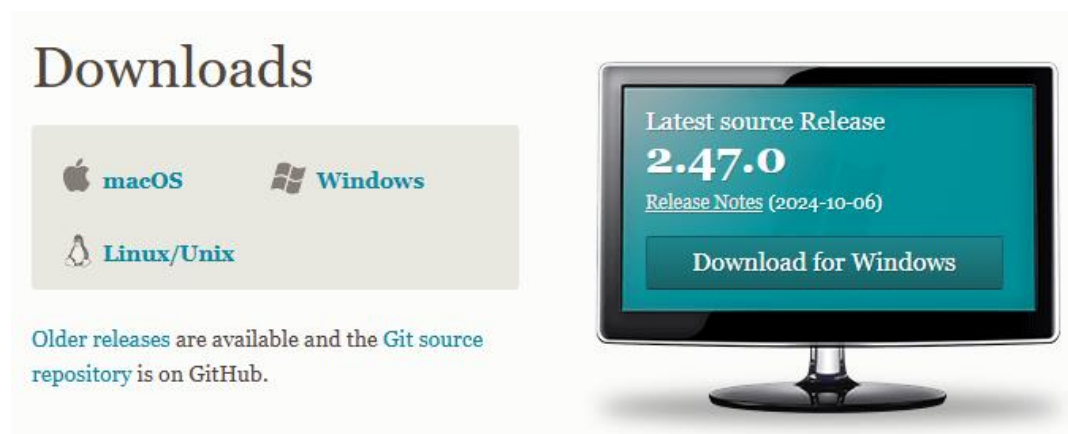 Downloads
macOS
Windows
Linux/Unix
Older releases are available and the Git source
repository is on GitHub.
Latest source Release
2.47.0
Release Notes (2024-10-06)
Download for Windows